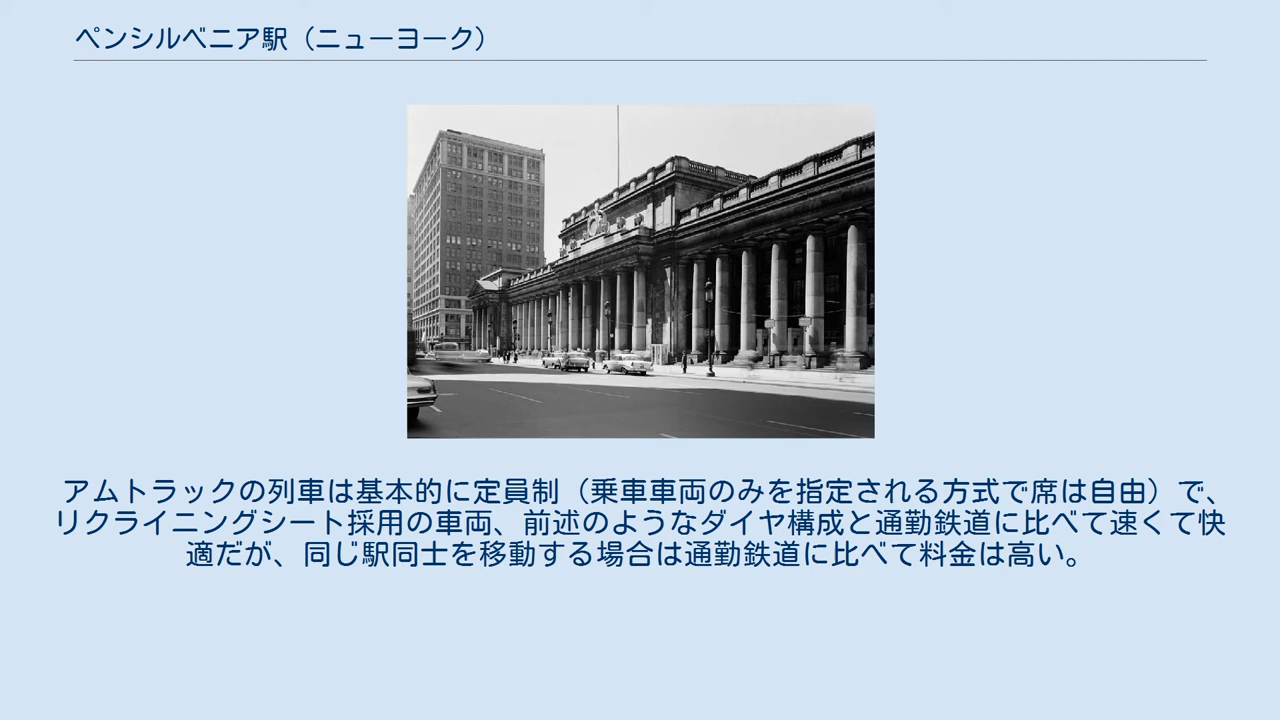 ペンシルベニア駅（ニューヨーク）
アムトラックの列車は基本的に定員制（乗車車両のみを指定される方式で席は自由）で、
リクライニングシート採用の車両、前述のようなダイヤ構成と通勤鉄道に比べて速くて快
適だが、同じ駅同士を移動する場合は通勤鉄道に比べて料金は高い。